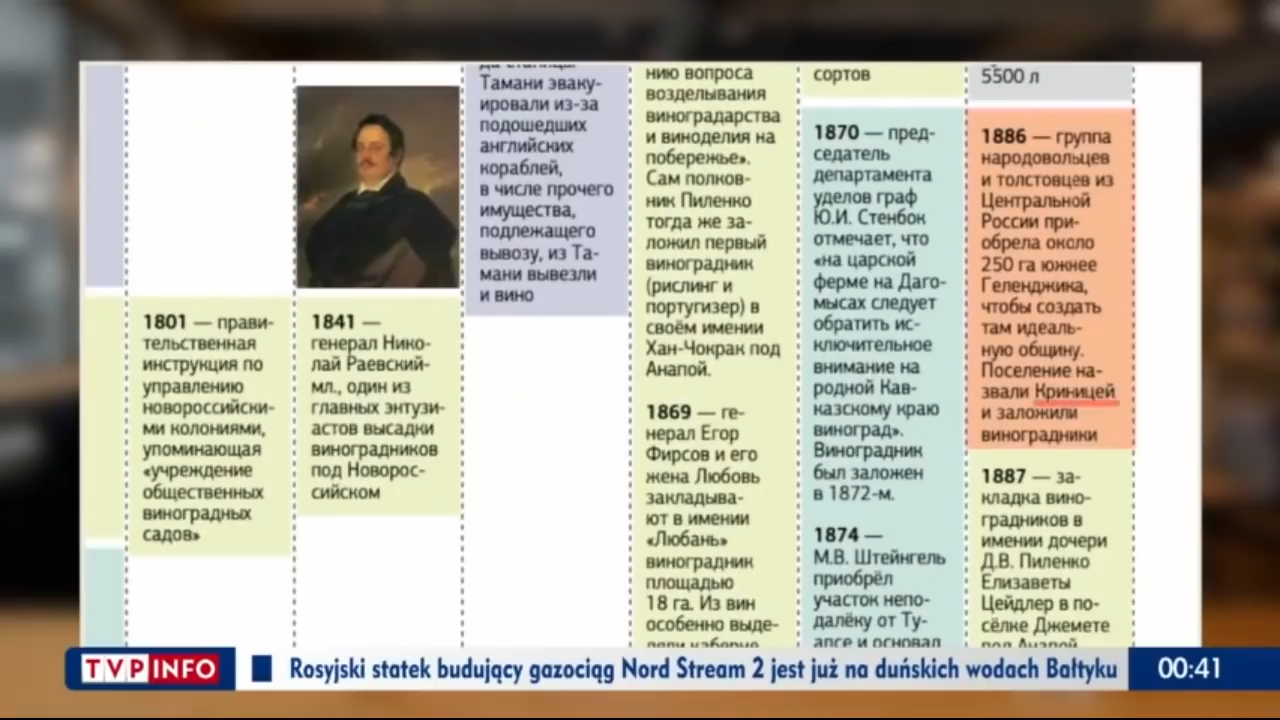 1801 — прави-
тельственная
инструкция по
управлению
новороссийски-
ми колониями,
упоминающая
«учреждение
общественных
виноградных
садов»
1841 —
генерал Нико-
лай Раевский-
мл., один из
главных энтузи-
астов высадки
виноградников
под Новорос-
сийском
Тамани эваку-
ировали из-за
подошедших
английских
кораблей,
в числе прочего
имущества,
подлежащего
вывозу, из Та-
мани вывезли
и вино
нию вопроса
возделывания
виноградарства
и виноделия на
побережье».
Сам полков-
ник Пиленко
тогда же за-
ложил первый
виноградник
(рислинг и
португизер) в
своём имении
Хан-Чокрак под
Анапой.
1869 — ге-
нерал Егор
Фирсов и его
жена Любовь
закладыва-
ют в имении
«Любань»
виноградник
площадью
18 га. Из вин
особенно выде-
сортов
1870 — пред-
седатель
департамента
уделов граф
Ю.И. Стенбок
отмечает, что
«на царской
ферме на Даго-
мысах следует
обратить ис-
ключительное
внимание на
родной Кав-
казскому краю
виноград».
Виноградник
был заложен
в 1872-м.
1874 —
М.В. Штейнгель
приобрёл
участок непо-
далёку от Ту-
апсе и основал
5500 л
1886 — группа
народовольцев
и толстовцев из
Центральной
России при-
обрела около
250 га южнее
Геленджика,
чтобы создать
там идеаль-
ную общину.
Поселение на-
звали Криницей
и заложили
виноградники
1887 — за-
кладка вино-
градников в
имении дочери
Д.В. Пиленко
Елизаветы
Цейдлер в по-
сёлке Джемете
под Анапой
TVP INFO
Rosyjski statek budujący gazociąg Nord Stream 2 jest już na duńskich wodach Bałtyku
00:41